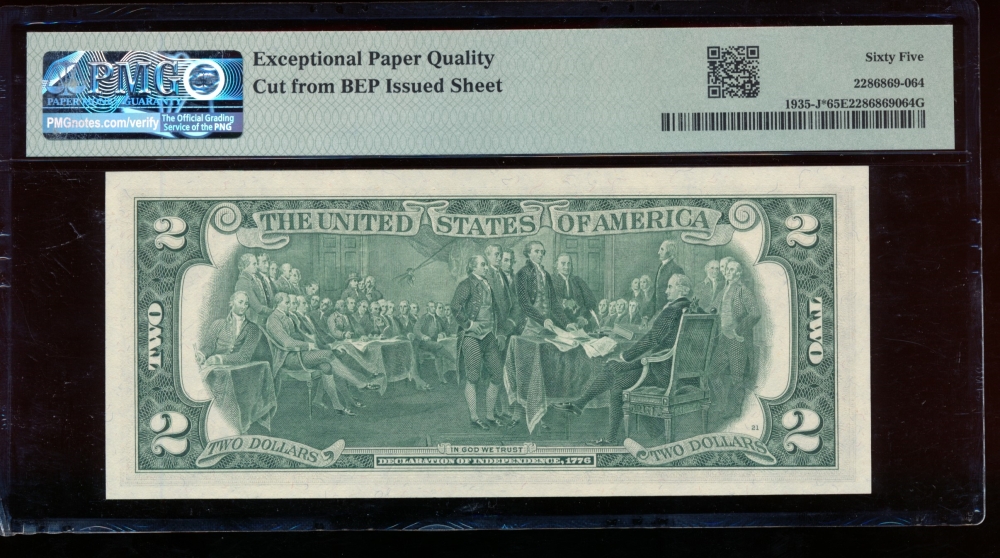 PMG
PAPER MONEY GUARANTY
PMGnotes.com/verify
The Official Grading
Service of the PNG
Exceptional Paper Quality
Cut from BEP Issued Sheet
Sixty Five
2286869-064
1935-J*65E2286869064G
2
THE UNITED STATES OF AMERICA
2
TWO
TWO
2
TWO DOLLARS
IN GOD WE TRUST
DECLARATION OF INDEPENDENCE, 1776
TWO DOLLARS
21
2